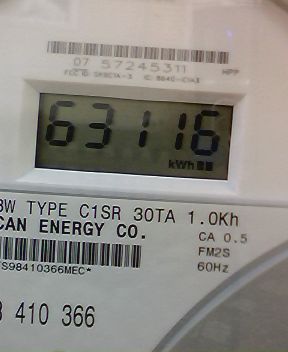 07 57245311
63116
kWh
3W TYPE C1SR 30TA 1.0Kh
CAN ENERGY CO.
CA 0.5
FM2S
60Hz
S98410366MEC*
410 366